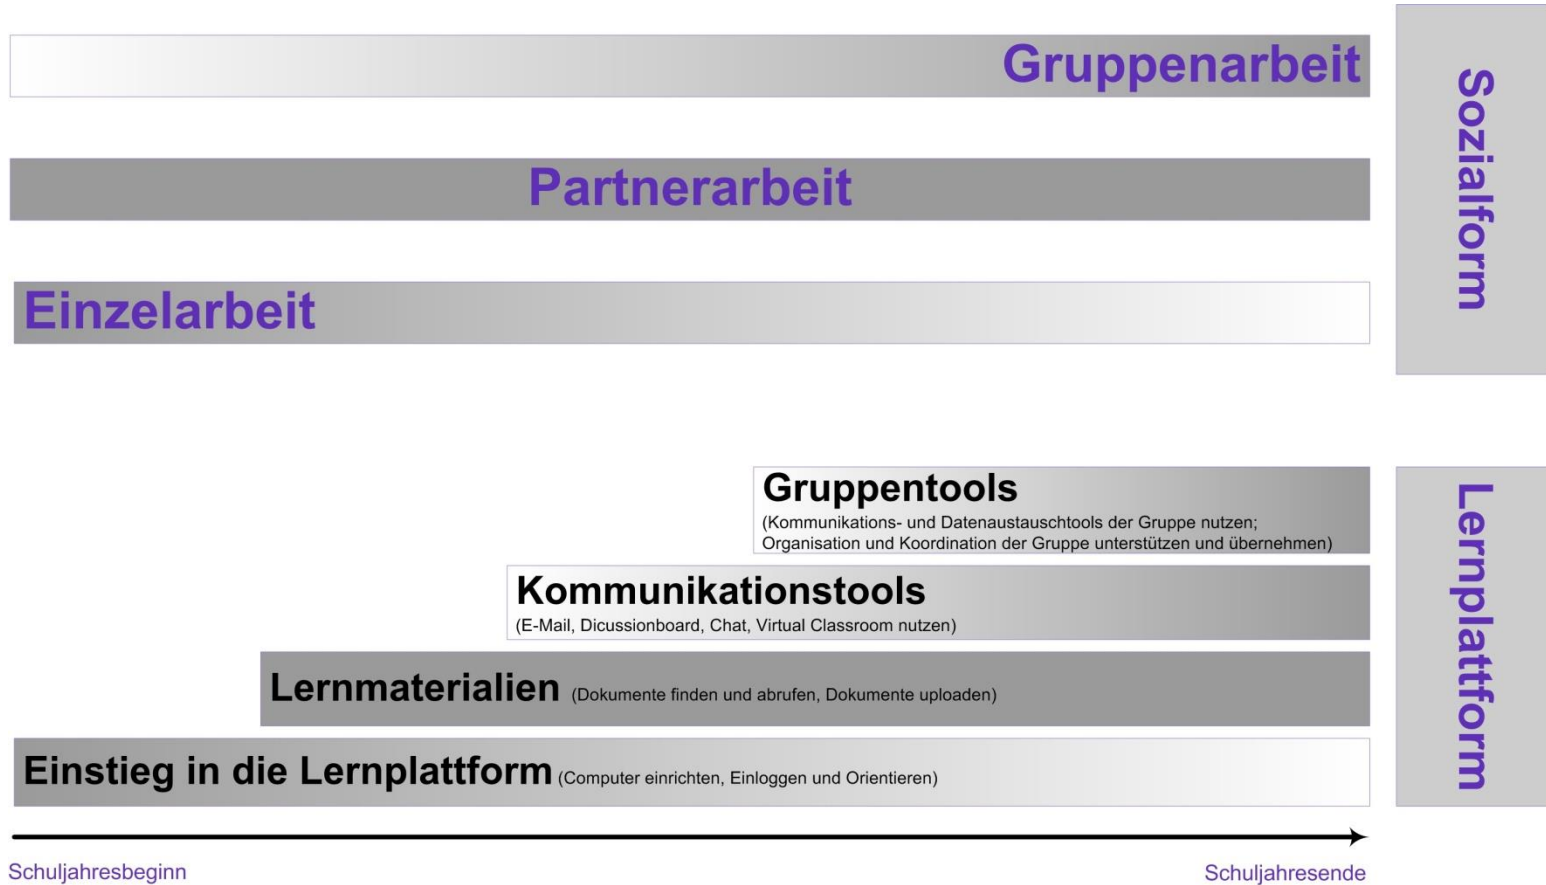 Gruppenarbeit
Partnerarbeit
Einzelarbeit
Sozialform
Gruppentools
(Kommunikations- und Datenaustauschtools der Gruppe nutzen;
Organisation und Koordination der Gruppe unterstützen und übernehmen)
Kommunikationstools
(E-Mail, Dicussionboard, Chat, Virtual Classroom nutzen)
Lernmaterialien (Dokumente finden und abrufen, Dokumente uploaden)
Einstieg in die Lernplattform (Computer einrichten, Einloggen und Orientieren)
Lernplattform
Schuljahresbeginn
Schuljahresende